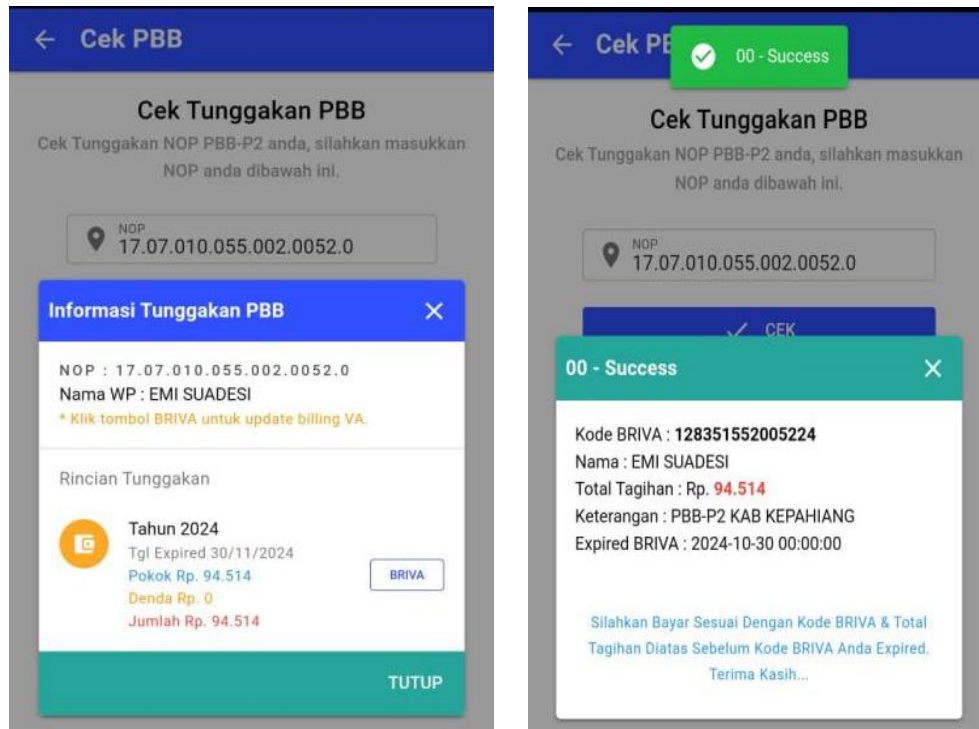 Cek PBB
Cek Tunggakan PBB
Cek Tunggakan NOP PBB-P2 anda, silahkan masukkan
NOP anda dibawah ini.
NOP
17.07.010.055.002.0052.0
Informasi Tunggakan PBB
NOP : 17.07.010.055.002.0052.0
Nama WP : EMI SUADESI
* Klik tombol BRIVA untuk update billing VA.
Rincian Tunggakan
Tahun 2024
Tgl Expired 30/11/2024
Pokok Rp. 94.514
BRIVA
Denda Rp. 0
Jumlah Rp. 94.514
TUTUP
Cek PE
00 - Success
Cek Tunggakan PBB
Cek Tunggakan NOP PBB-P2 anda, silahkan masukkan
NOP anda dibawah ini.
NOP
17.07.010.055.002.0052.0
CEK
00 - Success
Kode BRIVA : 128351552005224
Nama : EMI SUADESI
Total Tagihan : Rp. 94.514
Keterangan : PBB-P2 KAB KEPAHIANG
Expired BRIVA : 2024-10-30 00:00:00
Silahkan Bayar Sesuai Dengan Kode BRIVA & Total
Tagihan Diatas Sebelum Kode BRIVA Anda Expired.
Terima Kasih...